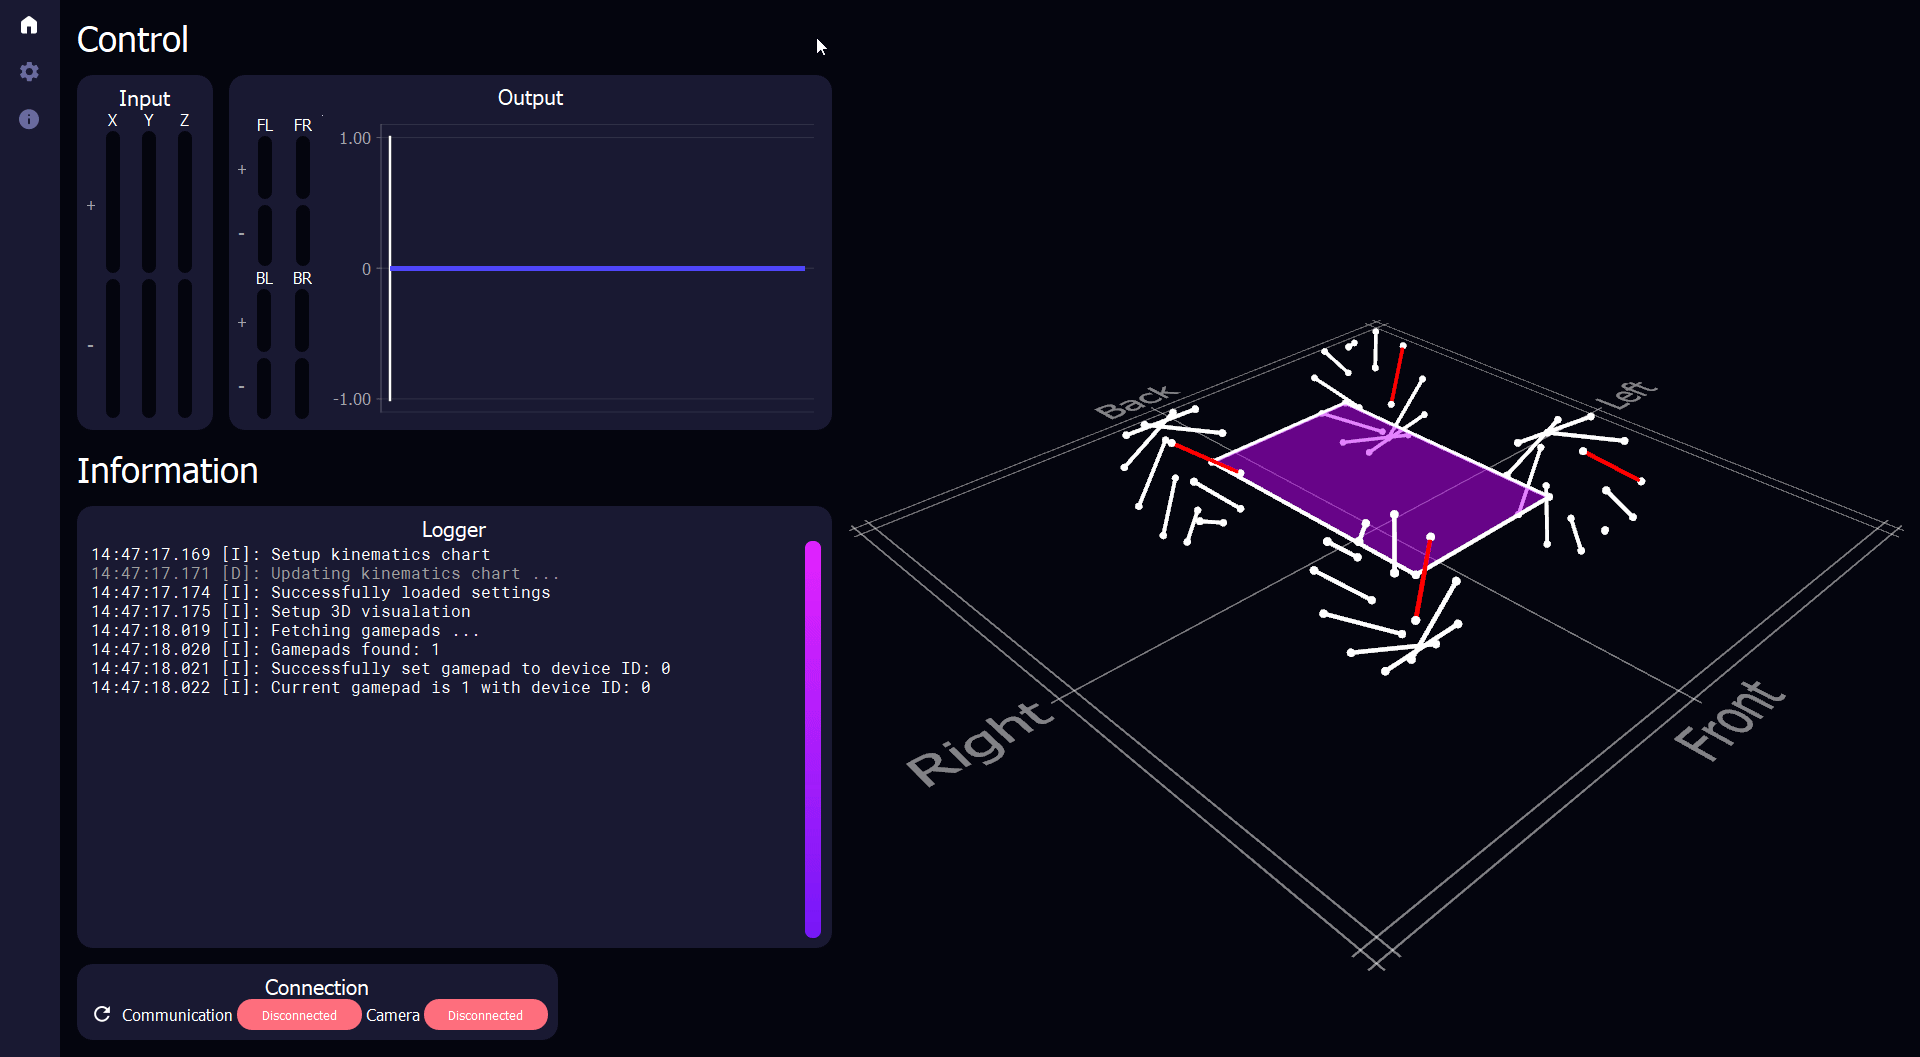 Control
Input
X Y Z
+
-
Output
FL FR
+
-
BL BR
+
-
1.00
0
-1.00
Information
Logger
14:47:17.169 [I]: Setup kinematics chart
14:47:17.171 [D]: Updating kinematics chart ...
14:47:17.174 [I]: Successfully loaded settings
14:47:17.175 [I]: Setup 3D visualation
14:47:18.019 [I]: Fetching gamepads ...
14:47:18.020 [I]: Gamepads found: 1
14:47:18.021 [I]: Successfully set gamepad to device ID: 0
14:47:18.022 [I]: Current gamepad is 1 with device ID: 0
Connection
Communication Disconnected Camera Disconnected
Back
Left
Right
Front